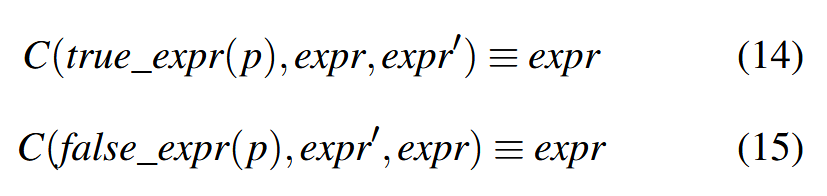 C(true_expr(p),expr,expr′) ≡ expr (14)
C(false_expr(p),expr′,expr) ≡ expr (15)